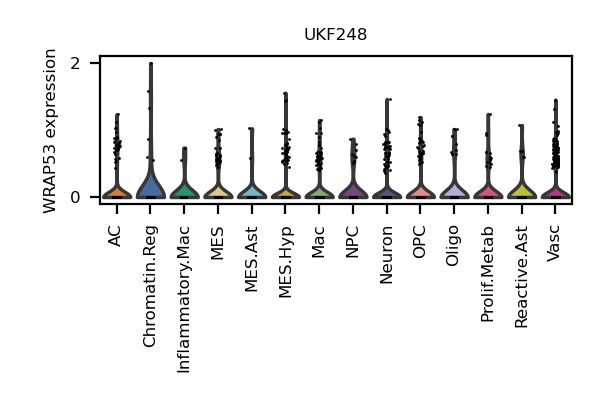 UKF248
WRAP53 expression
2
0
AC
Chromatin.Reg
Inflammatory.Mac
MES
MES.Ast
MES.Hyp
Mac
NPC
Neuron
OPC
Oligo
Prolif.Metab
Reactive.Ast
Vasc